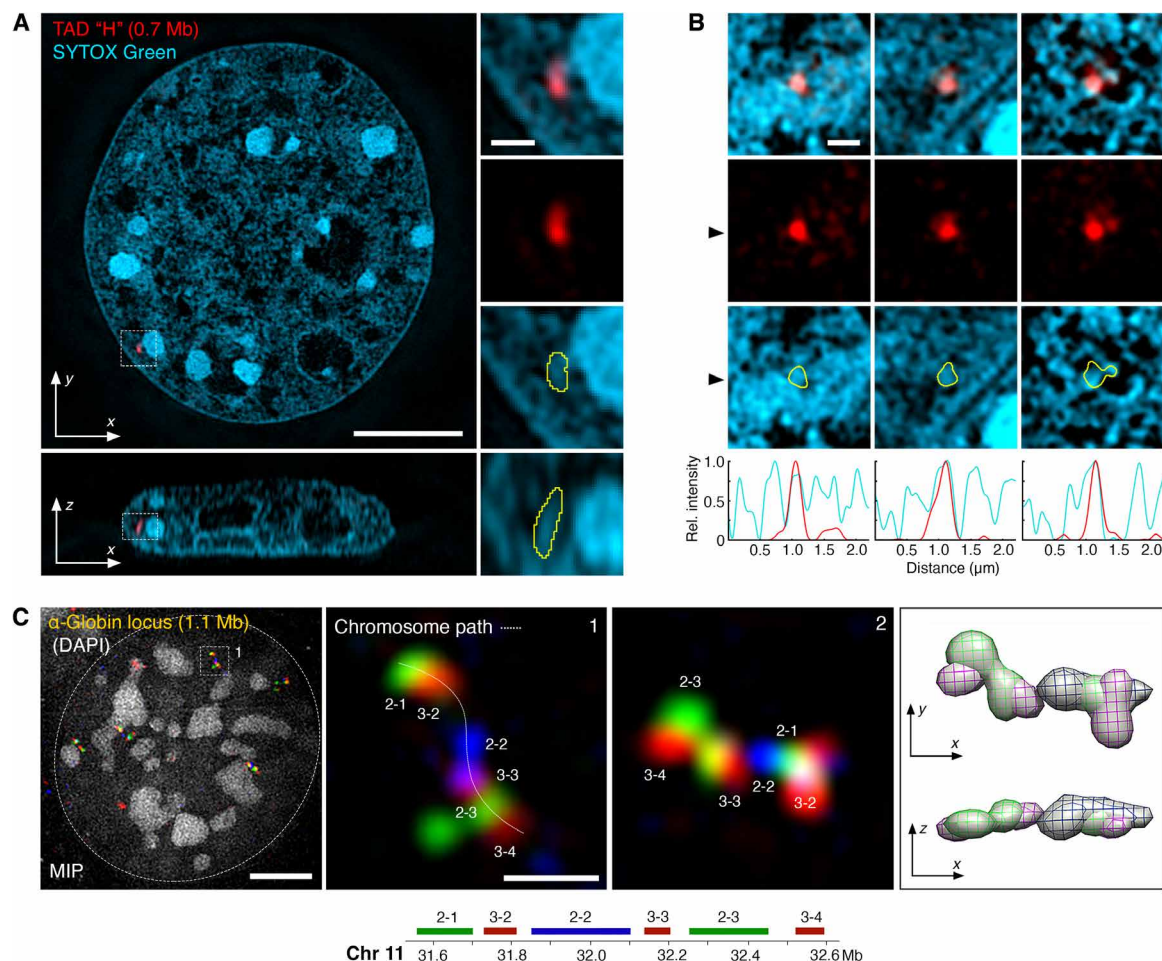 A
TAD “H” (0.7 Mb)
SYTOX Green
y
x
z
x
B
Rel. intensity
1.0
0.5
0
0.5 1.0 1.5 2.0
0.5 1.0 1.5 2.0
0.5 1.0 1.5 2.0
Distance (μm)
C
α-Globin locus (1.1 Mb)
(DAPI)
1
MIP
Chromosome path
1
2-1
3-2
2-2
3-3
2-3
3-4
2
2-3
2-1
3-4
3-3
2-2
3-2
y
x
z
x
2-1 3-2 2-2 3-3 2-3 3-4
Chr 11 31.6 31.8 32.0 32.2 32.4 32.6 Mb